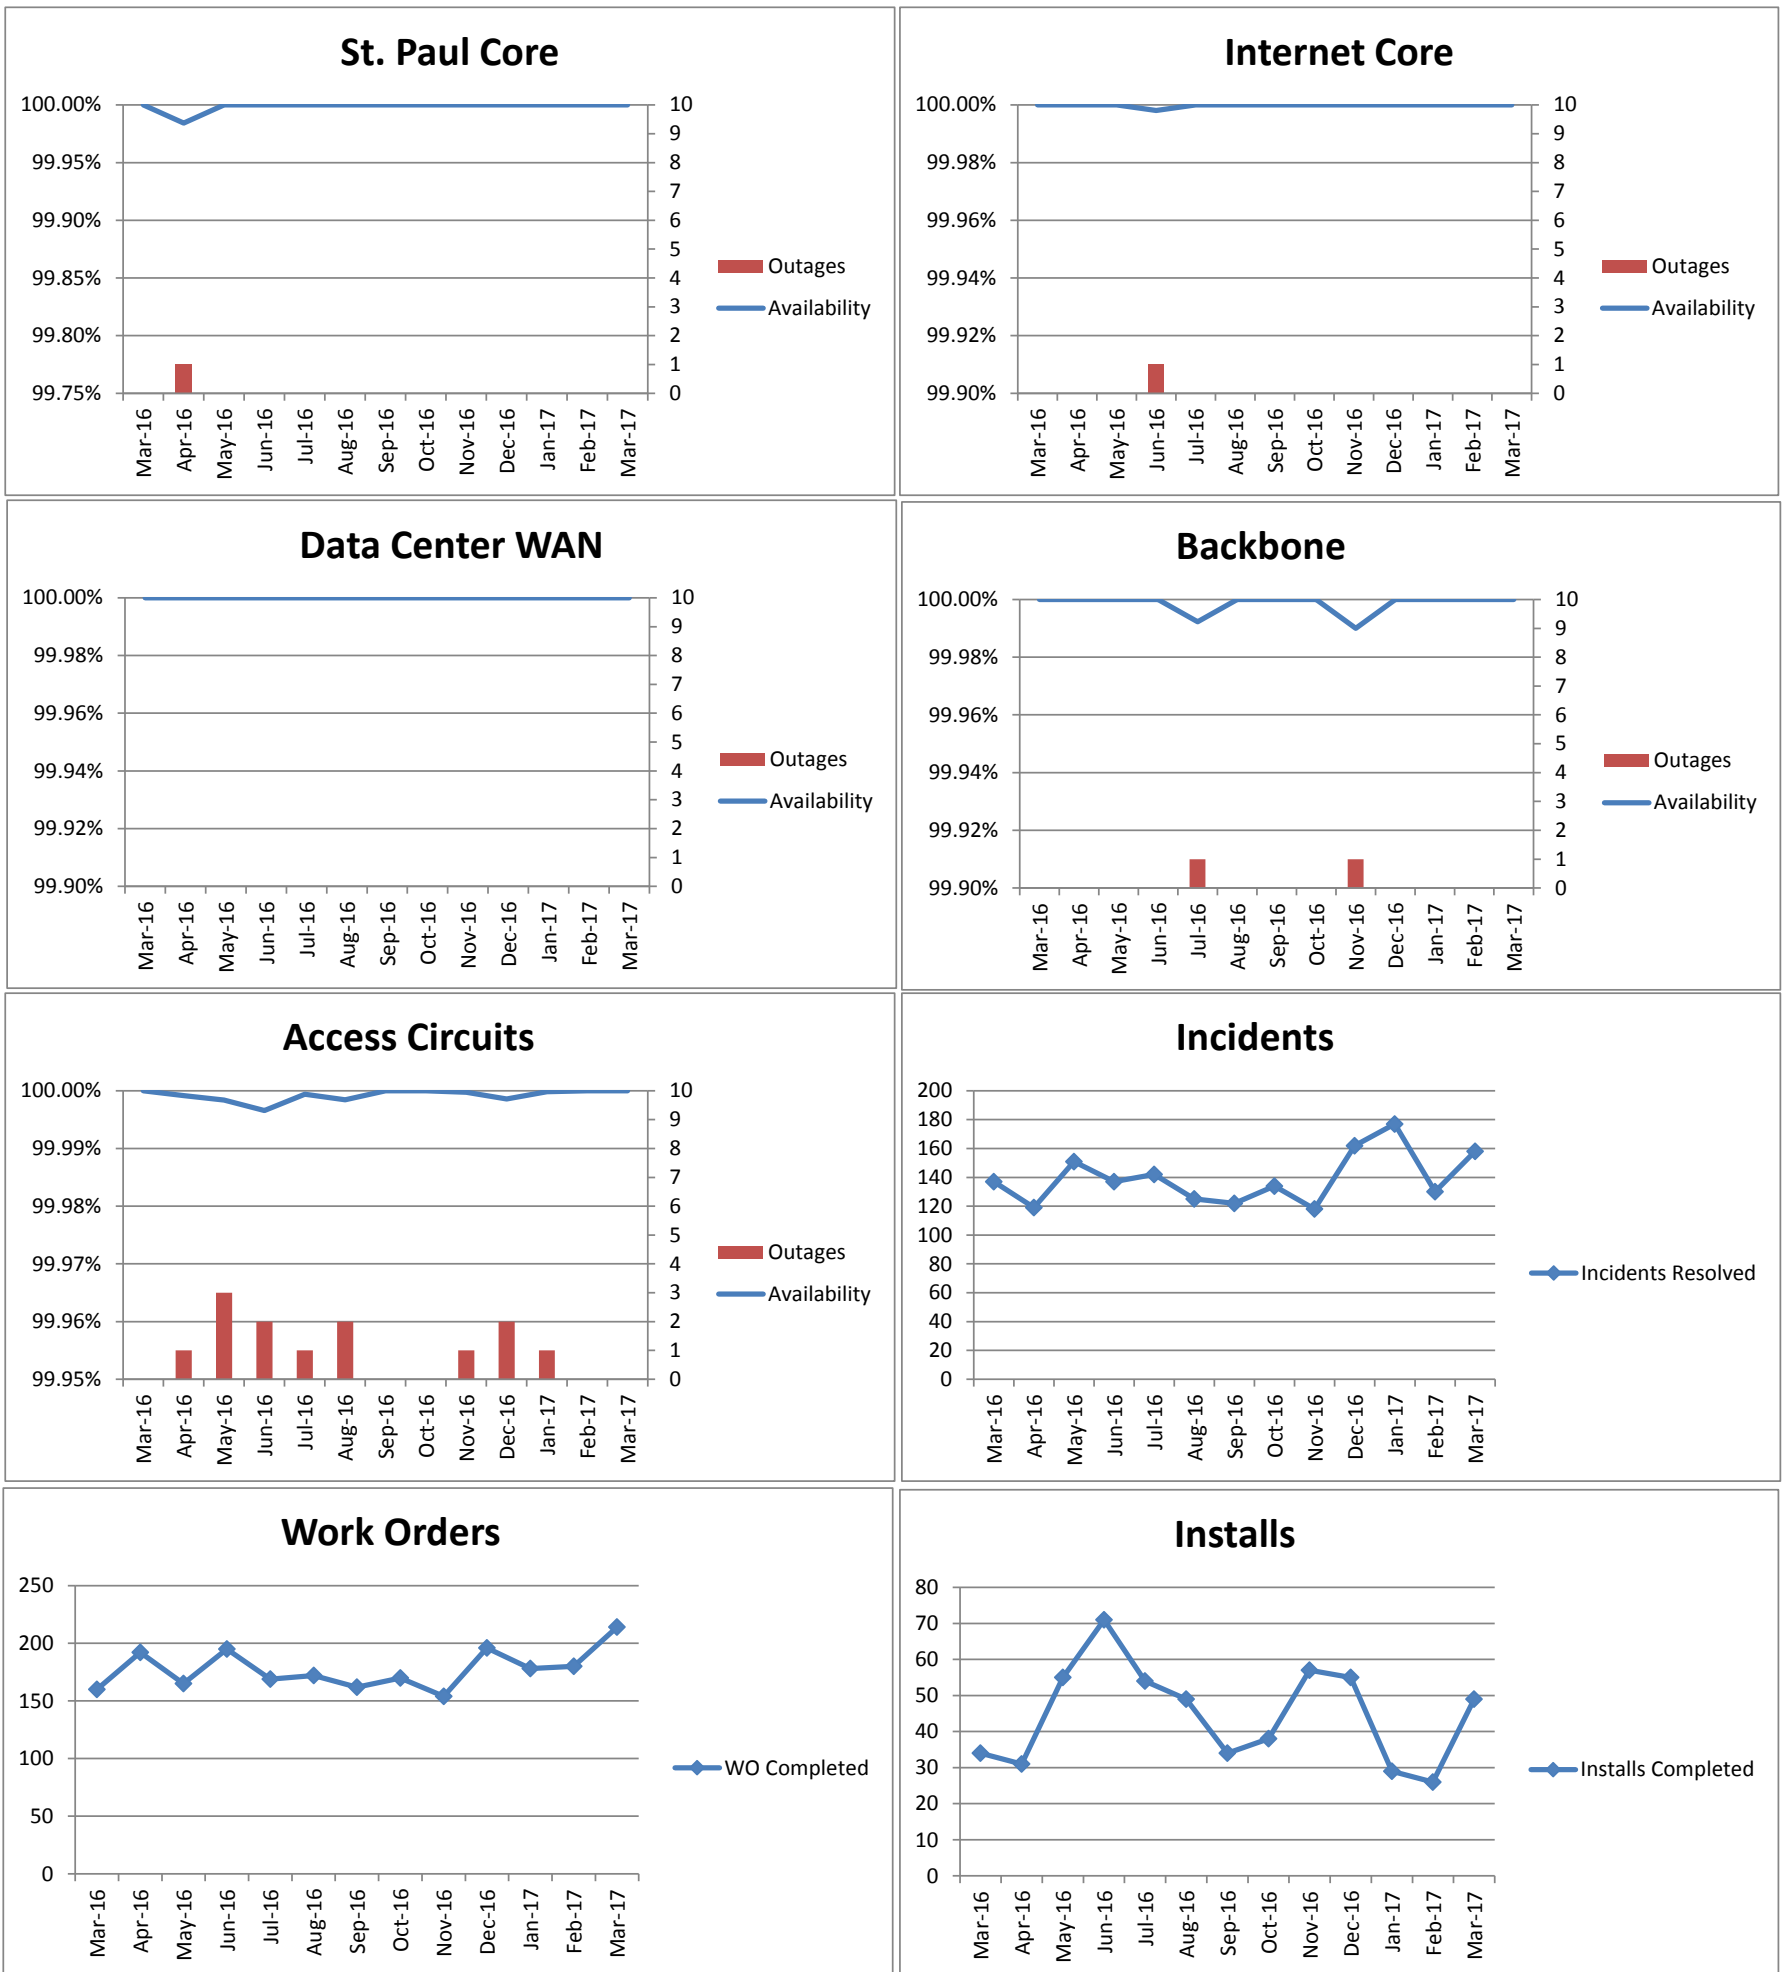 St. Paul Core
100.00%
99.95%
99.90%
99.85%
99.80%
99.75%
10
9
8
7
6
5
4
3
2
1
0
Mar-16
Apr-16
May-16
Jun-16
Jul-16
Aug-16
Sep-16
Oct-16
Nov-16
Dec-16
Jan-17
Feb-17
Mar-17
Outages
Availability
Internet Core
100.00%
99.98%
99.96%
99.94%
99.92%
99.90%
10
9
8
7
6
5
4
3
2
1
0
Mar-16
Apr-16
May-16
Jun-16
Jul-16
Aug-16
Sep-16
Oct-16
Nov-16
Dec-16
Jan-17
Feb-17
Mar-17
Outages
Availability
Data Center WAN
100.00%
99.98%
99.96%
99.94%
99.92%
99.90%
10
9
8
7
6
5
4
3
2
1
0
Mar-16
Apr-16
May-16
Jun-16
Jul-16
Aug-16
Sep-16
Oct-16
Nov-16
Dec-16
Jan-17
Feb-17
Mar-17
Outages
Availability
Backbone
100.00%
99.98%
99.96%
99.94%
99.92%
99.90%
10
9
8
7
6
5
4
3
2
1
0
Mar-16
Apr-16
May-16
Jun-16
Jul-16
Aug-16
Sep-16
Oct-16
Nov-16
Dec-16
Jan-17
Feb-17
Mar-17
Outages
Availability
Access Circuits
100.00%
99.99%
99.98%
99.97%
99.96%
99.95%
10
9
8
7
6
5
4
3
2
1
0
Mar-16
Apr-16
May-16
Jun-16
Jul-16
Aug-16
Sep-16
Oct-16
Nov-16
Dec-16
Jan-17
Feb-17
Mar-17
Outages
Availability
Incidents
200
180
160
140
120
100
80
60
40
20
0
Mar-16
Apr-16
May-16
Jun-16
Jul-16
Aug-16
Sep-16
Oct-16
Nov-16
Dec-16
Jan-17
Feb-17
Mar-17
Incidents Resolved
Work Orders
250
200
150
100
50
0
Mar-16
Apr-16
May-16
Jun-16
Jul-16
Aug-16
Sep-16
Oct-16
Nov-16
Dec-16
Jan-17
Feb-17
Mar-17
WO Completed
Installs
80
70
60
50
40
30
20
10
0
Mar-16
Apr-16
May-16
Jun-16
Jul-16
Aug-16
Sep-16
Oct-16
Nov-16
Dec-16
Jan-17
Feb-17
Mar-17
Installs Completed